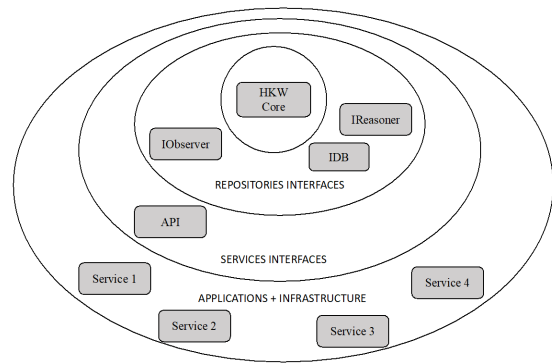 HKW
Core
IReasoner
IObserver
IDB
REPOSITORIES INTERFACES
API
SERVICES INTERFACES
Service 1
Service 4
APPLICATIONS + INFRASTRUCTURE
Service 2
Service 3